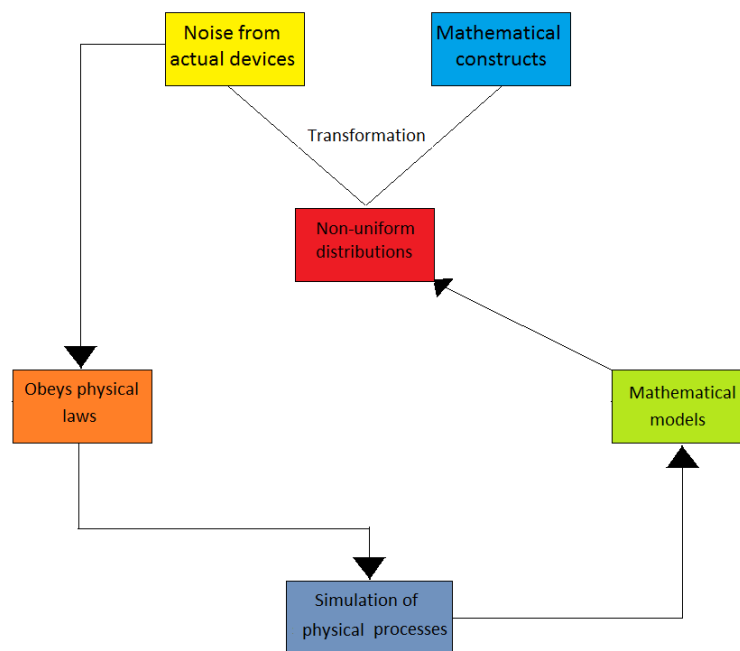 Noise from
actual devices
Mathematical
constructs
Transformation
Non-uniform
distributions
Obeys physical
laws
Mathematical
models
Simulation of
physical processes